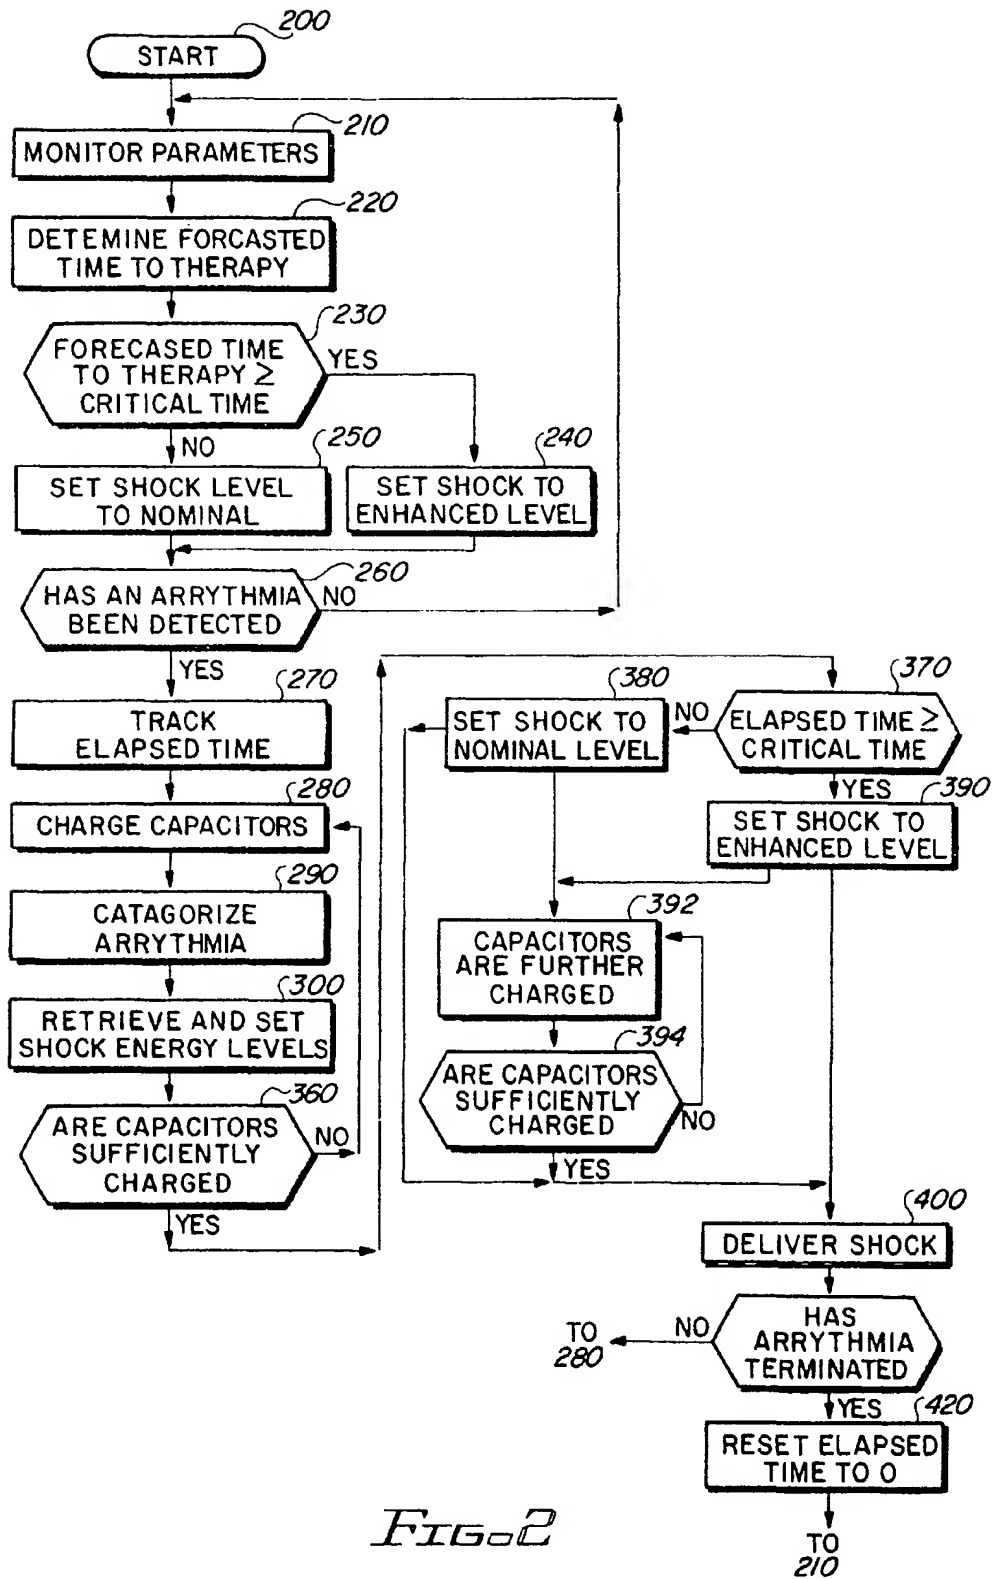 200
START
210
MONITOR PARAMETERS
220
DETEMINE FORCASTED
TIME TO THERAPY
230
FORECASED TIME
TO THERAPY ≥
CRITICAL TIME
YES
NO
250
SET SHOCK LEVEL
TO NOMINAL
240
SET SHOCK TO
ENHANCED LEVEL
260
HAS AN ARRYTHMIA
BEEN DETECTED
NO
YES
270
TRACK
ELAPSED TIME
280
CHARGE CAPACITORS
290
CATAGORIZE
ARRYTHMIA
300
RETRIEVE AND SET
SHOCK ENERGY LEVELS
360
ARE CAPACITORS
SUFFICIENTLY
CHARGED
NO
YES
370
ELAPSED TIME ≥
CRITICAL TIME
NO
YES
380
SET SHOCK TO
NOMINAL LEVEL
390
SET SHOCK TO
ENHANCED LEVEL
392
CAPACITORS
ARE FURTHER
CHARGED
394
ARE CAPACITORS
SUFFICIENTLY
CHARGED
NO
YES
400
DELIVER SHOCK
HAS
ARRYTHMIA
TERMINATED
NO
TO
280
YES
420
RESET ELAPSED
TIME TO 0
TO
210
FIG. 2